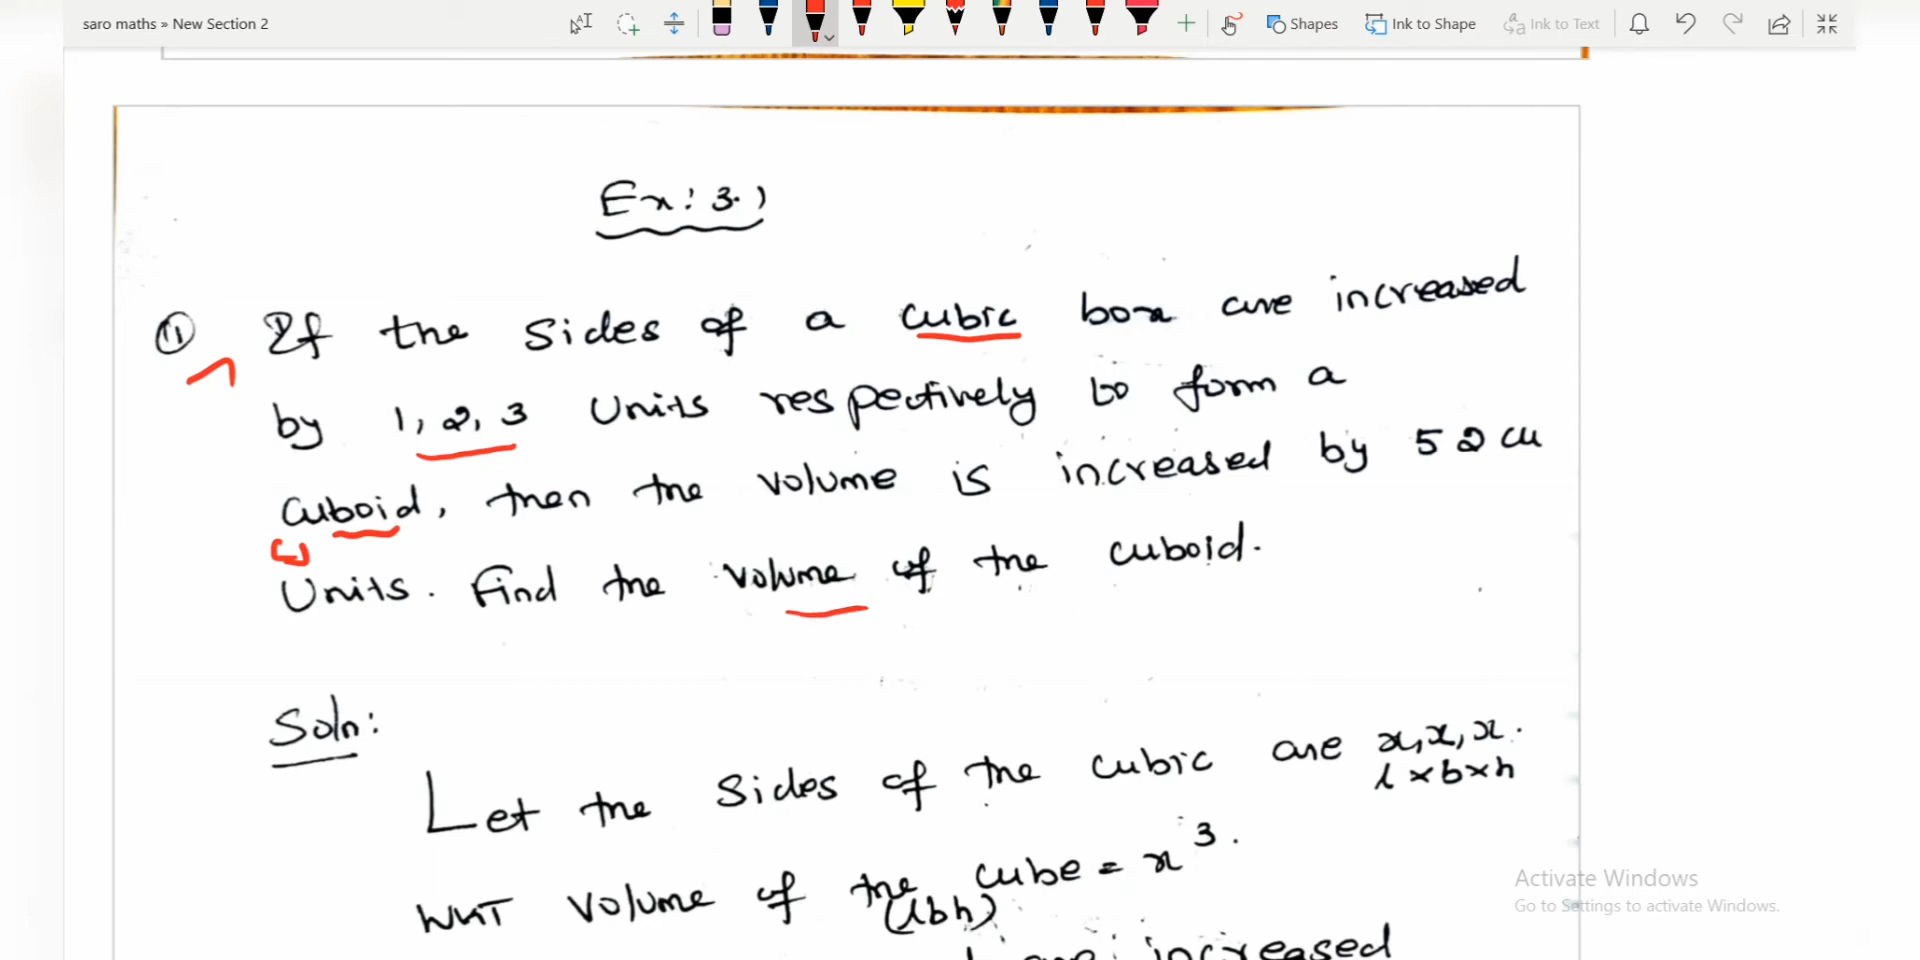 saro maths » New Section 2
Shapes
Ink to Shape
Ink to Text
Ex: 3.1
① If the sides of a cubic box are increased
by 1, 2, 3 Units respectively to form a
Cuboid, then the volume is increased by 52 cu
Units. Find the volume of the cuboid.
Soln:
Let the sides of the cubic are x, x, x.
l × b × h
WKT Volume of the cube = x³.
(lbh)
are increased
Activate Windows
Go to Settings to activate Windows.